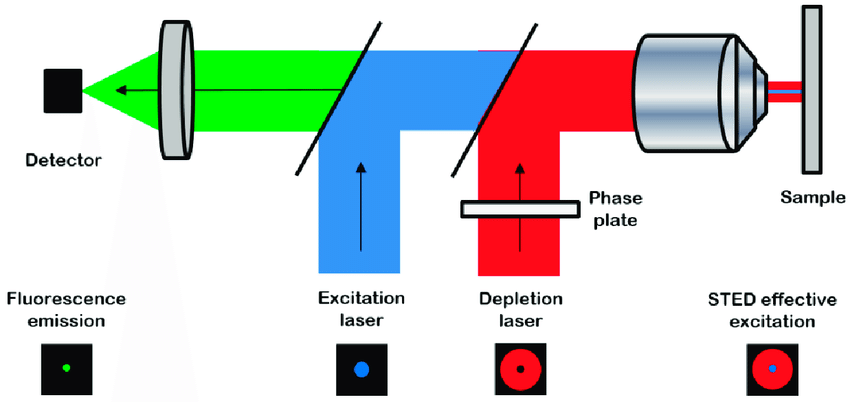 Detector
Phase
plate
Sample
Fluorescence
emission
Excitation
laser
Depletion
laser
STED effective
excitation